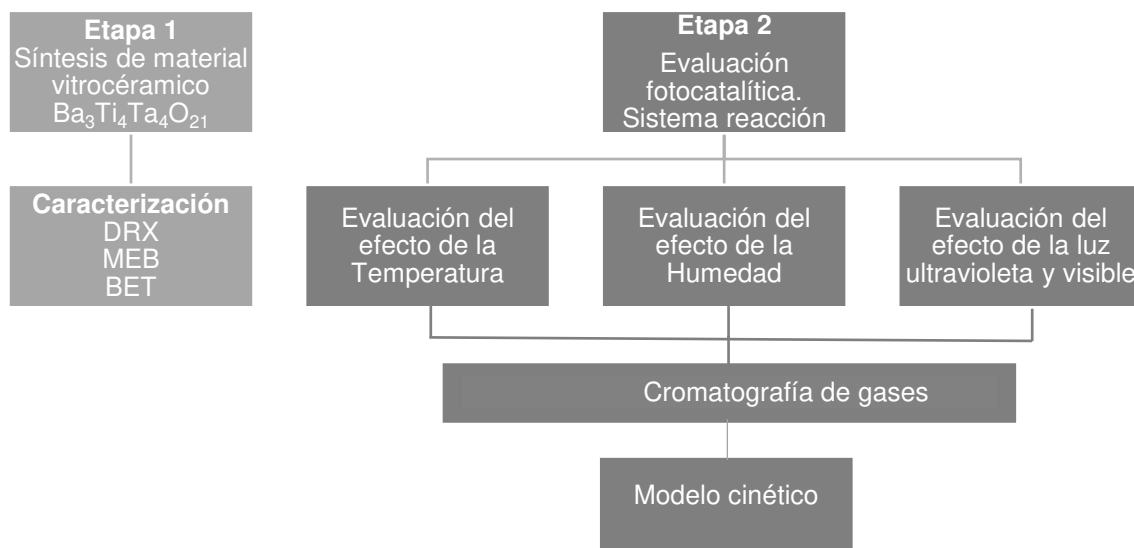 Etapa 1
Síntesis de material
vitrocéramico
Ba₃Ti₄Ta₄O₂₁
Caracterización
DRX
MEB
BET
Etapa 2
Evaluación
fotocatalítica.
Sistema reacción
Evaluación del
efecto de la
Temperatura
Evaluación del
efecto de la
Humedad
Evaluación del
efecto de la luz
ultravioleta y visible
Cromatografía de gases
Modelo cinético